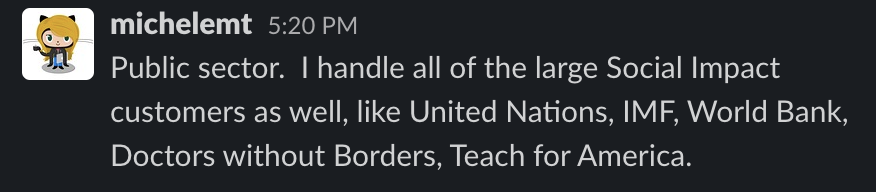 michelemt 5:20 PM
Public sector.  I handle all of the large Social Impact
customers as well, like United Nations, IMF, World Bank,
Doctors without Borders, Teach for America.